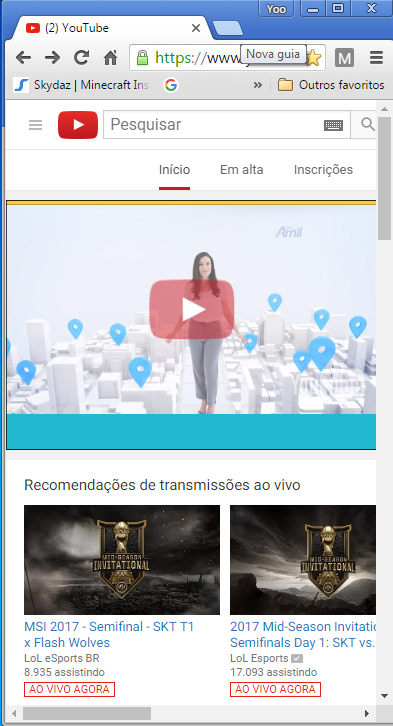 Yoo
(2) YouTube
https://www.
Nova guia
M
Skydaz | Minecraft Ins
G
»
Outros favoritos
Pesquisar
Início
Em alta
Inscrições
Amil
Recomendações de transmissões ao vivo
MID-SEASON
INVITATIONAL
MID-SEASON
INVITATIONAL
MSI 2017 - Semifinal - SKT T1
x Flash Wolves
LoL eSports BR
8.935 assistindo
AO VIVO AGORA
2017 Mid-Season Invitatio
Semifinals Day 1: SKT vs.
LoL Esports
17.093 assistindo
AO VIVO AGORA